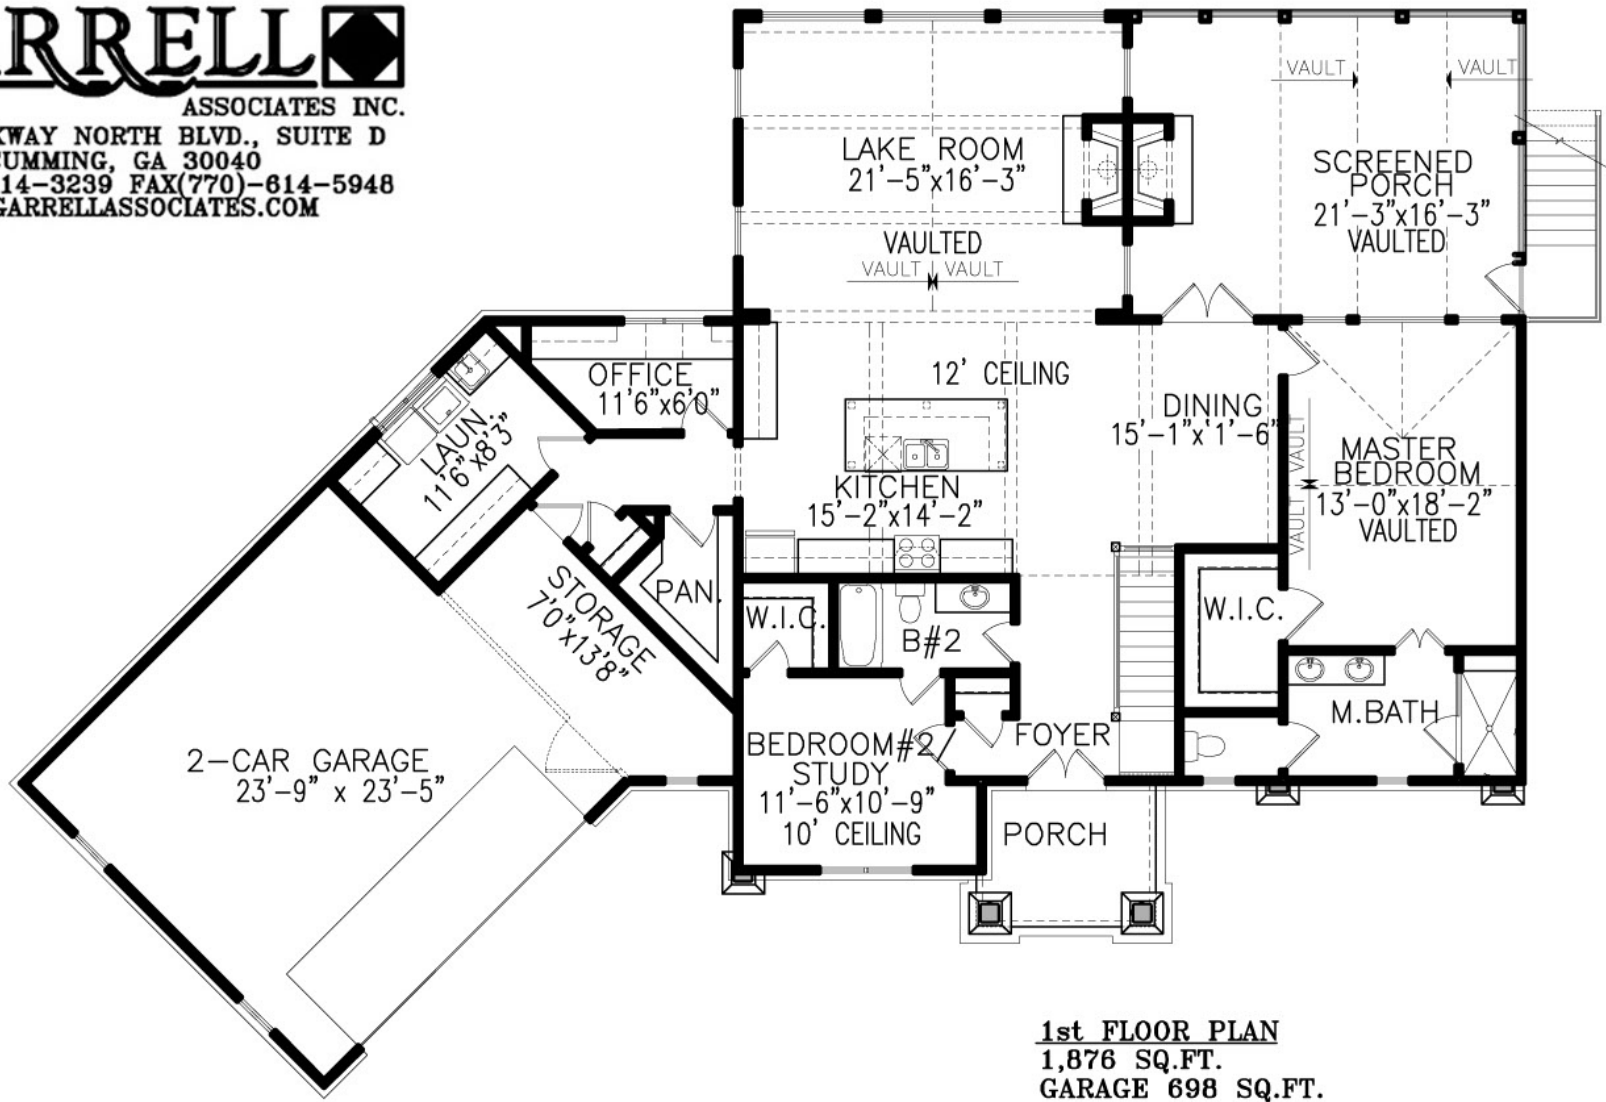 RRELL
ASSOCIATES INC.
KWAY NORTH BLVD., SUITE D
CUMMING, GA 30040
14-3239 FAX(770)-614-5948
GARRELLASSOCIATES.COM
VAULT
VAULT
LAKE ROOM
21'-5"x16'-3"
VAULTED
VAULT VAULT
SCREENED
PORCH
21'-3"x16'-3"
VAULTED
OFFICE
11'6"x6'0"
LAUN.
11'6"x8'3"
12' CEILING
DINING
15'-1"x'1'-6"
KITCHEN
15'-2"x14'-2"
VAULT
VAULT
MASTER
BEDROOM
13'-0"x18'-2"
VAULTED
STORAGE
7'0"x13'8"
PAN.
W.I.C.
B#2
W.I.C.
M.BATH
FOYER
BEDROOM#2/
STUDY
11'-6"x10'-9"
10' CEILING
PORCH
2-CAR GARAGE
23'-9" x 23'-5"
1st FLOOR PLAN
1,876 SQ.FT.
GARAGE 698 SQ.FT.